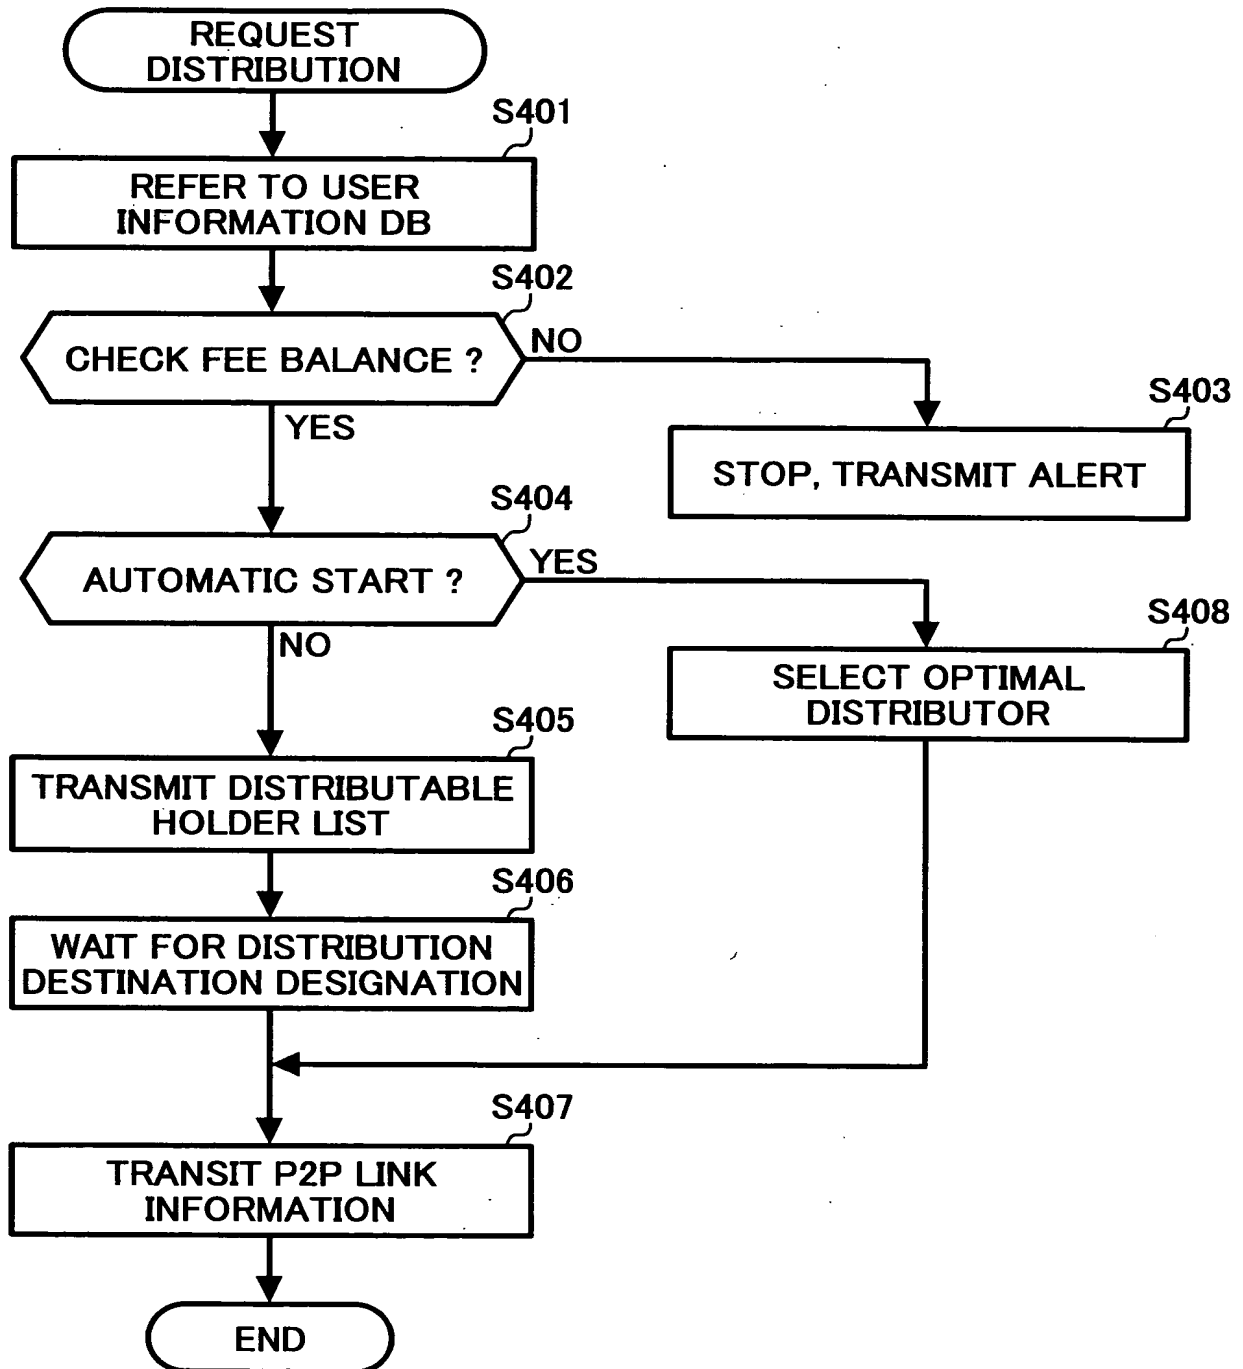 REQUEST
DISTRIBUTION
S401
REFER TO USER
INFORMATION DB
S402
CHECK FEE BALANCE ?
NO
YES
S403
STOP, TRANSMIT ALERT
S404
AUTOMATIC START ?
YES
NO
S408
SELECT OPTIMAL
DISTRIBUTOR
S405
TRANSMIT DISTRIBUTABLE
HOLDER LIST
S406
WAIT FOR DISTRIBUTION
DESTINATION DESIGNATION
S407
TRANSIT P2P LINK
INFORMATION
END